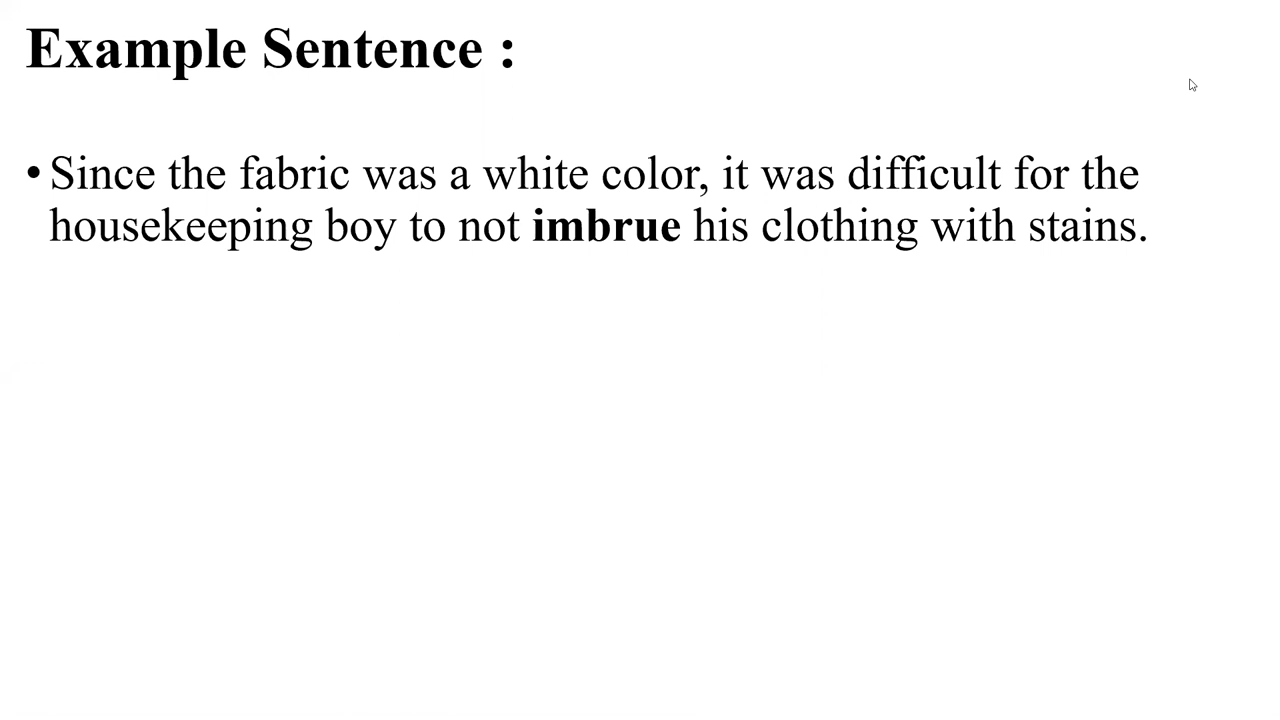 Example Sentence :
• Since the fabric was a white color, it was difficult for the
housekeeping boy to not imbrue his clothing with stains.